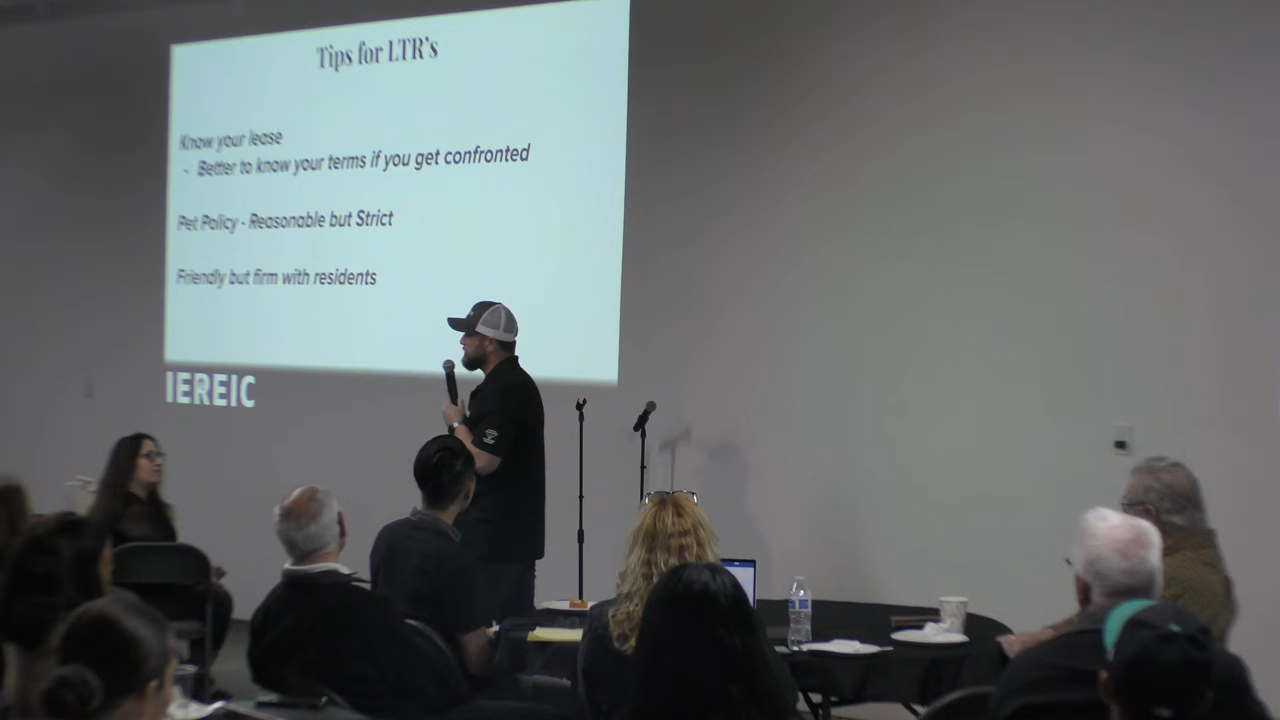 Tips for LTR's
Know your lease
- Better to know your terms if you get confronted
Pet Policy - Reasonable but Strict
Friendly but firm with residents
IEREIC